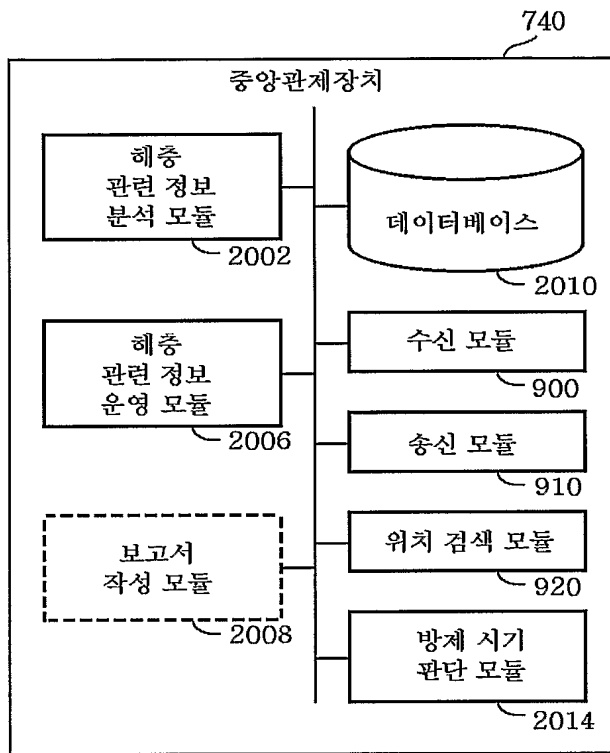 740
중앙관제장치
해충
관련 정보
분석 모듈
2002
데이터베이스
2010
해충
관련 정보
운영 모듈
2006
수신 모듈
900
송신 모듈
910
보고서
작성 모듈
2008
위치 검색 모듈
920
방제 시기
판단 모듈
2014